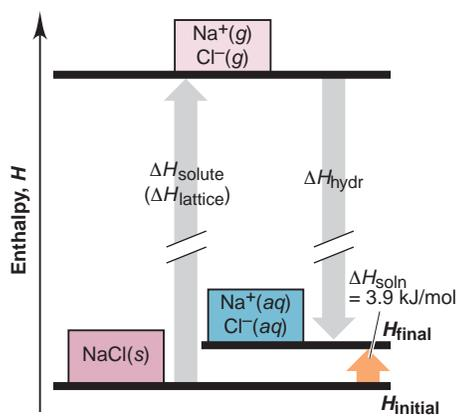 Enthalpy, H
Na⁺(g)
Cl⁻(g)
ΔHsolute
(ΔHlattice)
ΔHhydr
ΔHsoln
= 3.9 kJ/mol
Na⁺(aq)
Cl⁻(aq)
Hfinal
NaCl(s)
Hinitial